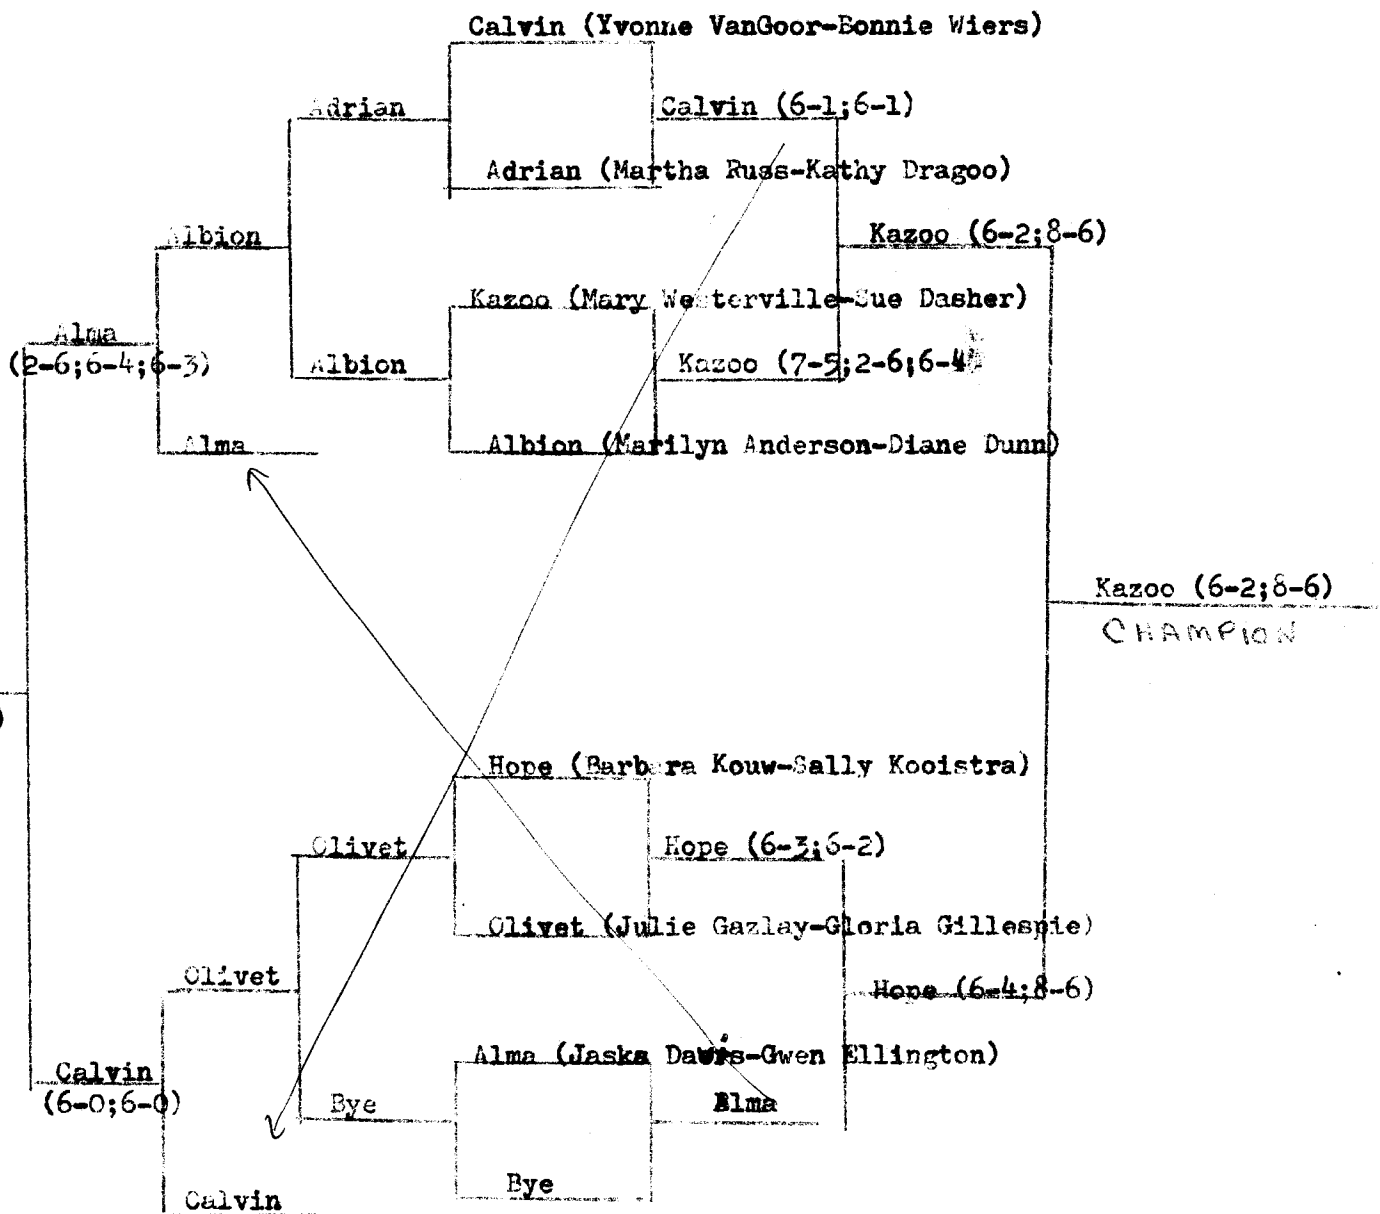 Calvin (Yvonne VanGoor-Bonnie Wiers)
Adrian
Calvin (6-1;6-1)
Adrian (Martha Russ-Kathy Dragoo)
Albion
Kazoo (6-2;8-6)
Kazoo (Mary Westerville-Sue Dasher)
Alma
(2-6;6-4;6-3)
Albion
Kazoo (7-5;2-6;6-4
Alma
Albion (Marilyn Anderson-Diane Dunn)
Kazoo (6-2;8-6)
CHAMPION
)
Hope (Barbara Kouw-Sally Kooistra)
Olivet
Hope (6-3;6-2)
Olivet (Julie Gazlay-Gloria Gillespie)
Olivet
Hope (6-4;8-6)
Alma (Jaska Davis-Gwen Ellington)
Calvin
(6-0;6-0)
Bye
Alma
Bye
Calvin